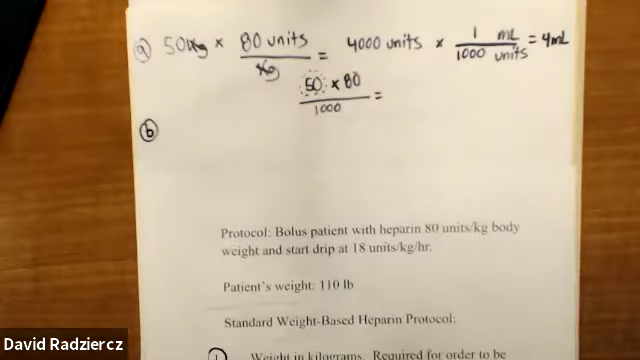 ⓐ 50kg × 80 units/kg = 4000 units × 1 mL/1000 units = 4mL
50 × 80/1000 =
ⓑ
Protocol: Bolus patient with heparin 80 units/kg body
weight and start drip at 18 units/kg/hr.
Patient's weight: 110 lb
Standard Weight-Based Heparin Protocol:
① Weight in kilograms. Required for order to be
David Radziercz